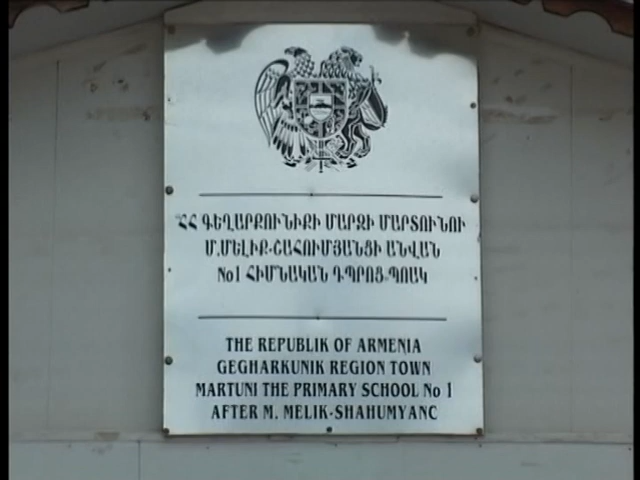 ՀՀ ԳԵՂԱՐՔՈՒՆԻՔԻ ՄԱՐԶԻ ՄԱՐՏՈՒՆՈՒ
Մ.ՄԵԼԻՔ-ՇԱՀՈՒՄՅԱՆՑԻ ԱՆՎԱՆ
No1 ՀԻՄՆԱԿԱՆ ԴՊՐՈՑ-ՊՈԱԿ
THE REPUBLIK OF ARMENIA
GEGHARKUNIK REGION TOWN
MARTUNI THE PRIMARY SCHOOL No 1
AFTER M. MELIK-SHAHUMYANC